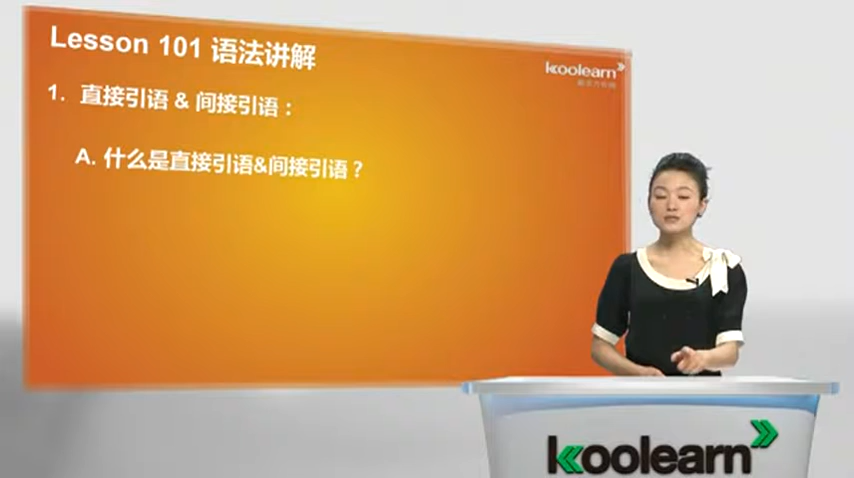 Lesson 101 语法讲解
koolearn
1. 直接引语 & 间接引语：
A. 什么是直接引语&间接引语？
koolearn